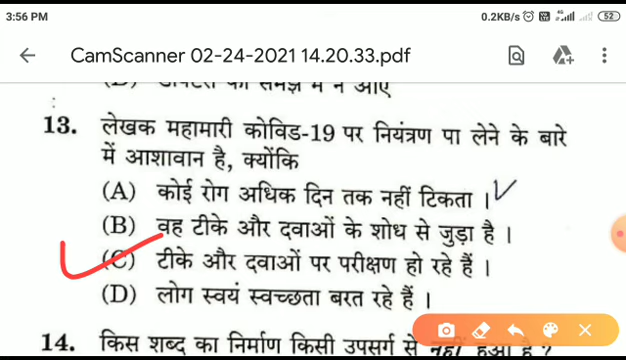 3:56 PM 0.2KB/s 4G 52
CamScanner 02-24-2021 14.20.33.pdf
13. लेखक महामारी कोविड-19 पर नियंत्रण पा लेने के बारे
में आशावान है, क्योंकि
(A) कोई रोग अधिक दिन तक नहीं टिकता ।
(B) वह टीके और दवाओं के शोध से जुड़ा है ।
(C) टीके और दवाओं पर परीक्षण हो रहे हैं ।
(D) लोग स्वयं स्वच्छता बरत रहे हैं ।
14. किस शब्द का निर्माण किसी उपसर्ग से नहीं हुआ है ?